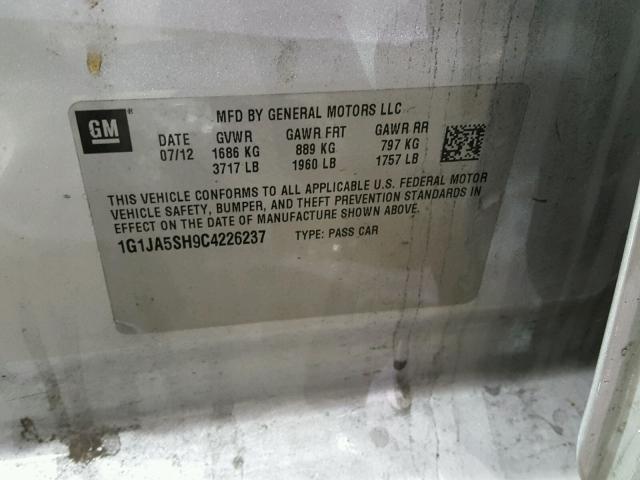 GM®
MFD BY GENERAL MOTORS LLC
DATE GVWR GAWR FRT GAWR RR
07/12 1686 KG 889 KG 797 KG
3717 LB 1960 LB 1757 LB
THIS VEHICLE CONFORMS TO ALL APPLICABLE U.S. FEDERAL MOTOR
VEHICLE SAFETY, BUMPER, AND THEFT PREVENTION STANDARDS IN
EFFECT ON THE DATE OF MANUFACTURE SHOWN ABOVE.
1G1JA5SH9C4226237 TYPE: PASS CAR